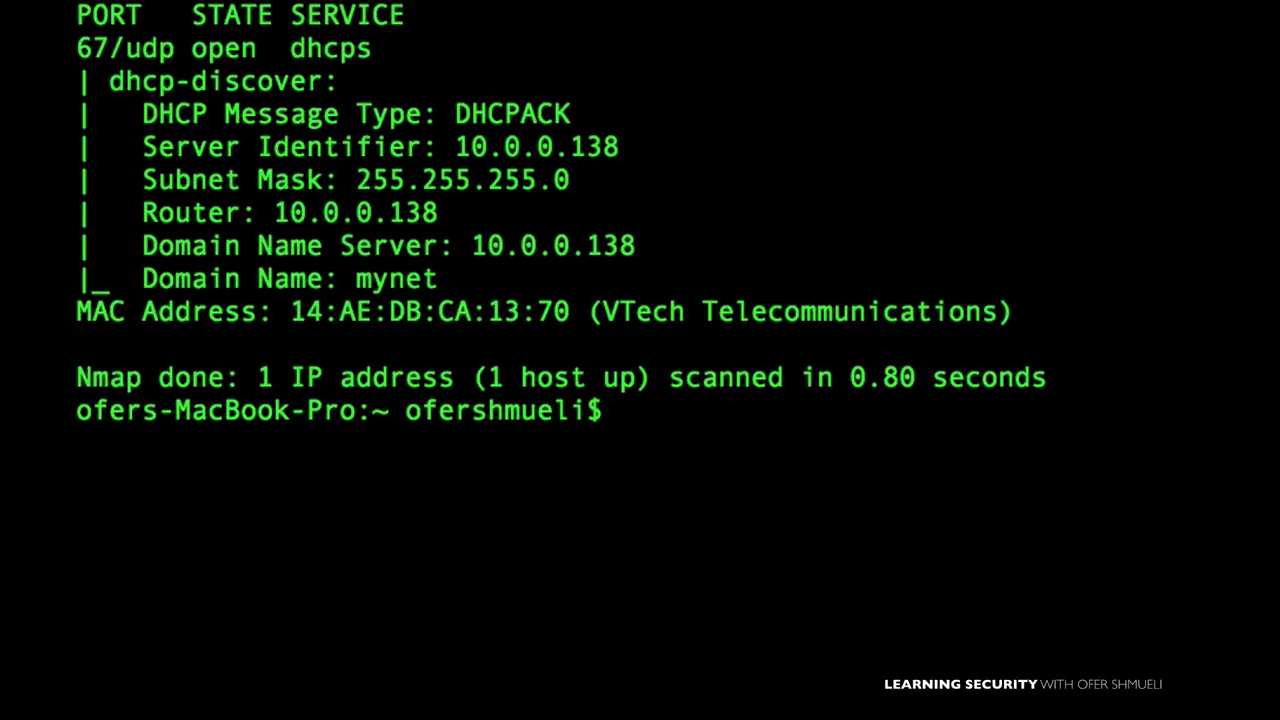 PORT   STATE SERVICE
67/udp open  dhcps
| dhcp-discover:
|   DHCP Message Type: DHCPACK
|   Server Identifier: 10.0.0.138
|   Subnet Mask: 255.255.255.0
|   Router: 10.0.0.138
|   Domain Name Server: 10.0.0.138
|_  Domain Name: mynet
MAC Address: 14:AE:DB:CA:13:70 (VTech Telecommunications)
Nmap done: 1 IP address (1 host up) scanned in 0.80 seconds
ofers-MacBook-Pro:~ ofershmueli$
LEARNING SECURITY WITH OFER SHMUELI